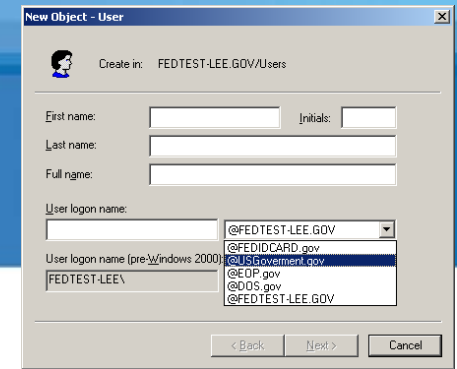 New Object - User
Create in: FEDTEST-LEE.GOV/Users
First name: Initials:
Last name:
Full name:
User logon name:
@FEDTEST-LEE.GOV
@FEDIDCARD.gov
@USGoverment.gov
User logon name (pre-Windows 2000):
@EOP.gov
FEDTEST-LEE\
@DOS.gov
@FEDTEST-LEE.GOV
< Back Next > Cancel